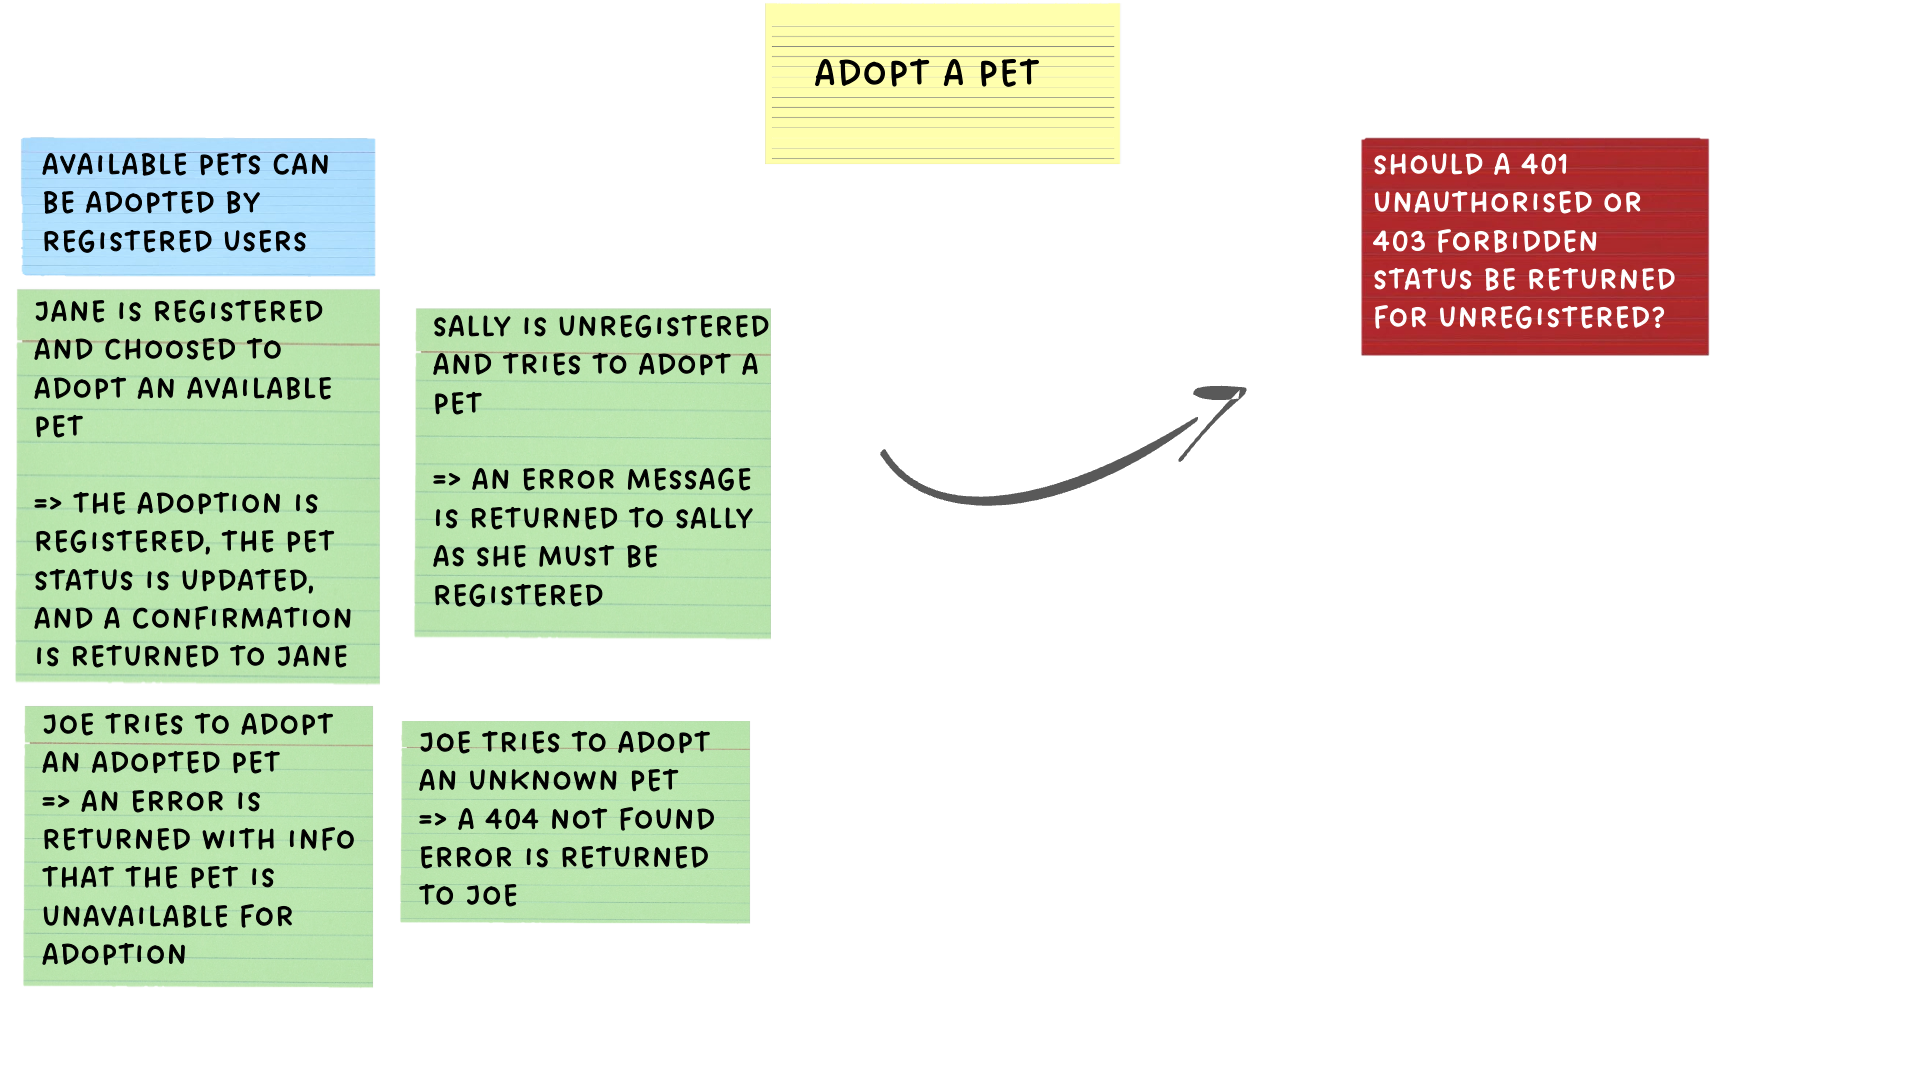 ADOPT A PET
AVAILABLE PETS CAN
BE ADOPTED BY
REGISTERED USERS
JANE IS REGISTERED
AND CHOOSED TO
ADOPT AN AVAILABLE
PET
=> THE ADOPTION IS
REGISTERED, THE PET
STATUS IS UPDATED,
AND A CONFIRMATION
IS RETURNED TO JANE
SALLY IS UNREGISTERED
AND TRIES TO ADOPT A
PET
=> AN ERROR MESSAGE
IS RETURNED TO SALLY
AS SHE MUST BE
REGISTERED
JOE TRIES TO ADOPT
AN ADOPTED PET
=> AN ERROR IS
RETURNED WITH INFO
THAT THE PET IS
UNAVAILABLE FOR
ADOPTION
JOE TRIES TO ADOPT
AN UNKNOWN PET
=> A 404 NOT FOUND
ERROR IS RETURNED
TO JOE
SHOULD A 401
UNAUTHORISED OR
403 FORBIDDEN
STATUS BE RETURNED
FOR UNREGISTERED?